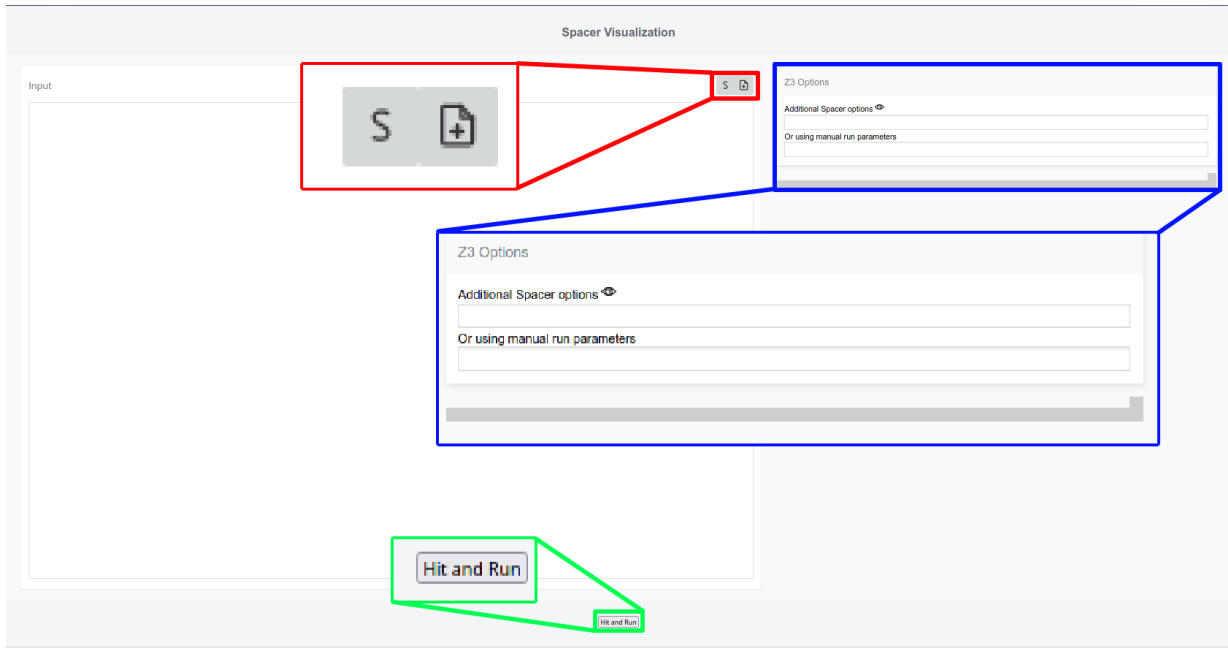 Spacer Visualization
Input
S
S
Z3 Options
Additional Spacer options
Or using manual run parameters
Z3 Options
Additional Spacer options
Or using manual run parameters
Hit and Run
Hit and Run